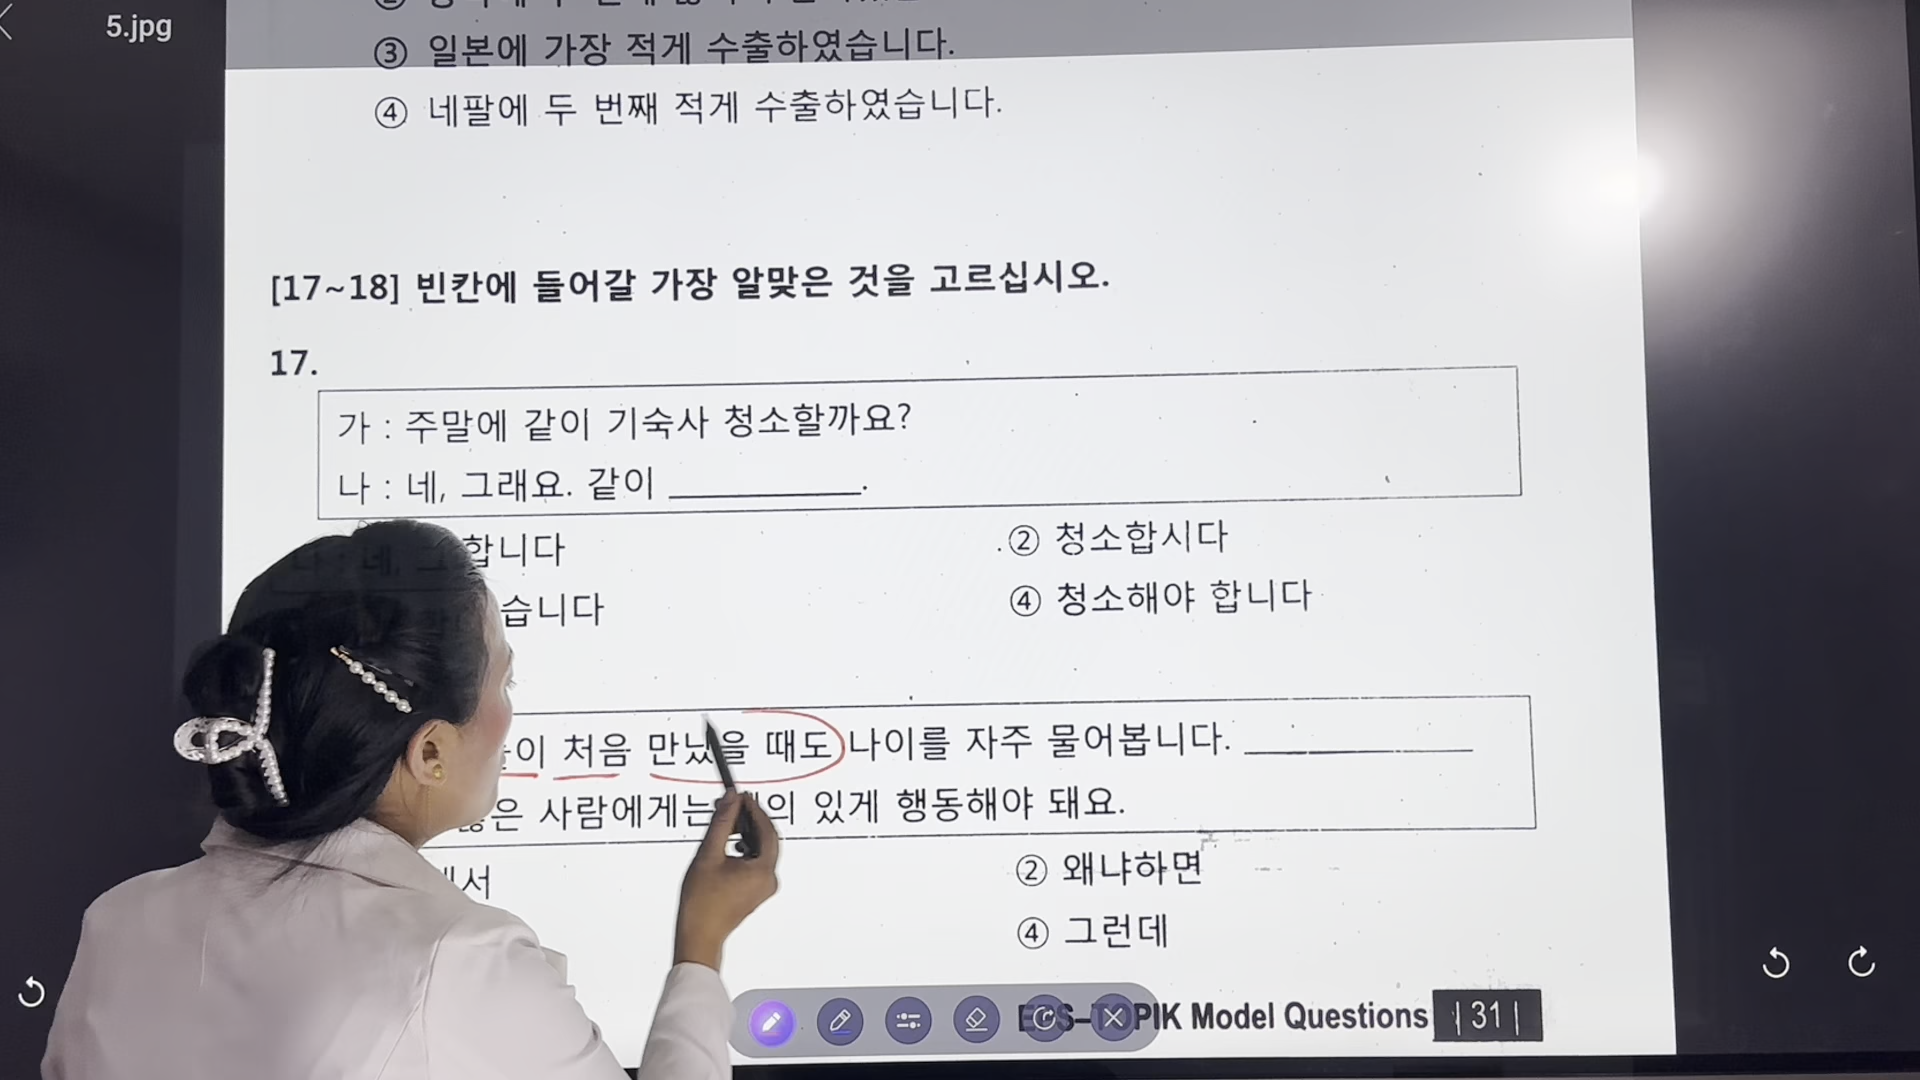 5.jpg
③ 일본에 가장 적게 수출하였습니다.
④ 네팔에 두 번째 적게 수출하였습니다.
[17~18] 빈칸에 들어갈 가장 알맞은 것을 고르십시오.
17.
가 : 주말에 같이 기숙사 청소할까요?
나 : 네, 그래요. 같이 __________.
합니다
② 청소합시다
습니다
④ 청소해야 합니다
이 처음 만났을 때도 나이를 자주 물어봅니다. __________
은 사람에게는 있게 행동해야 돼요.
서
② 왜냐하면
④ 그런데
EPS-TOPIK Model Questions | 31 |